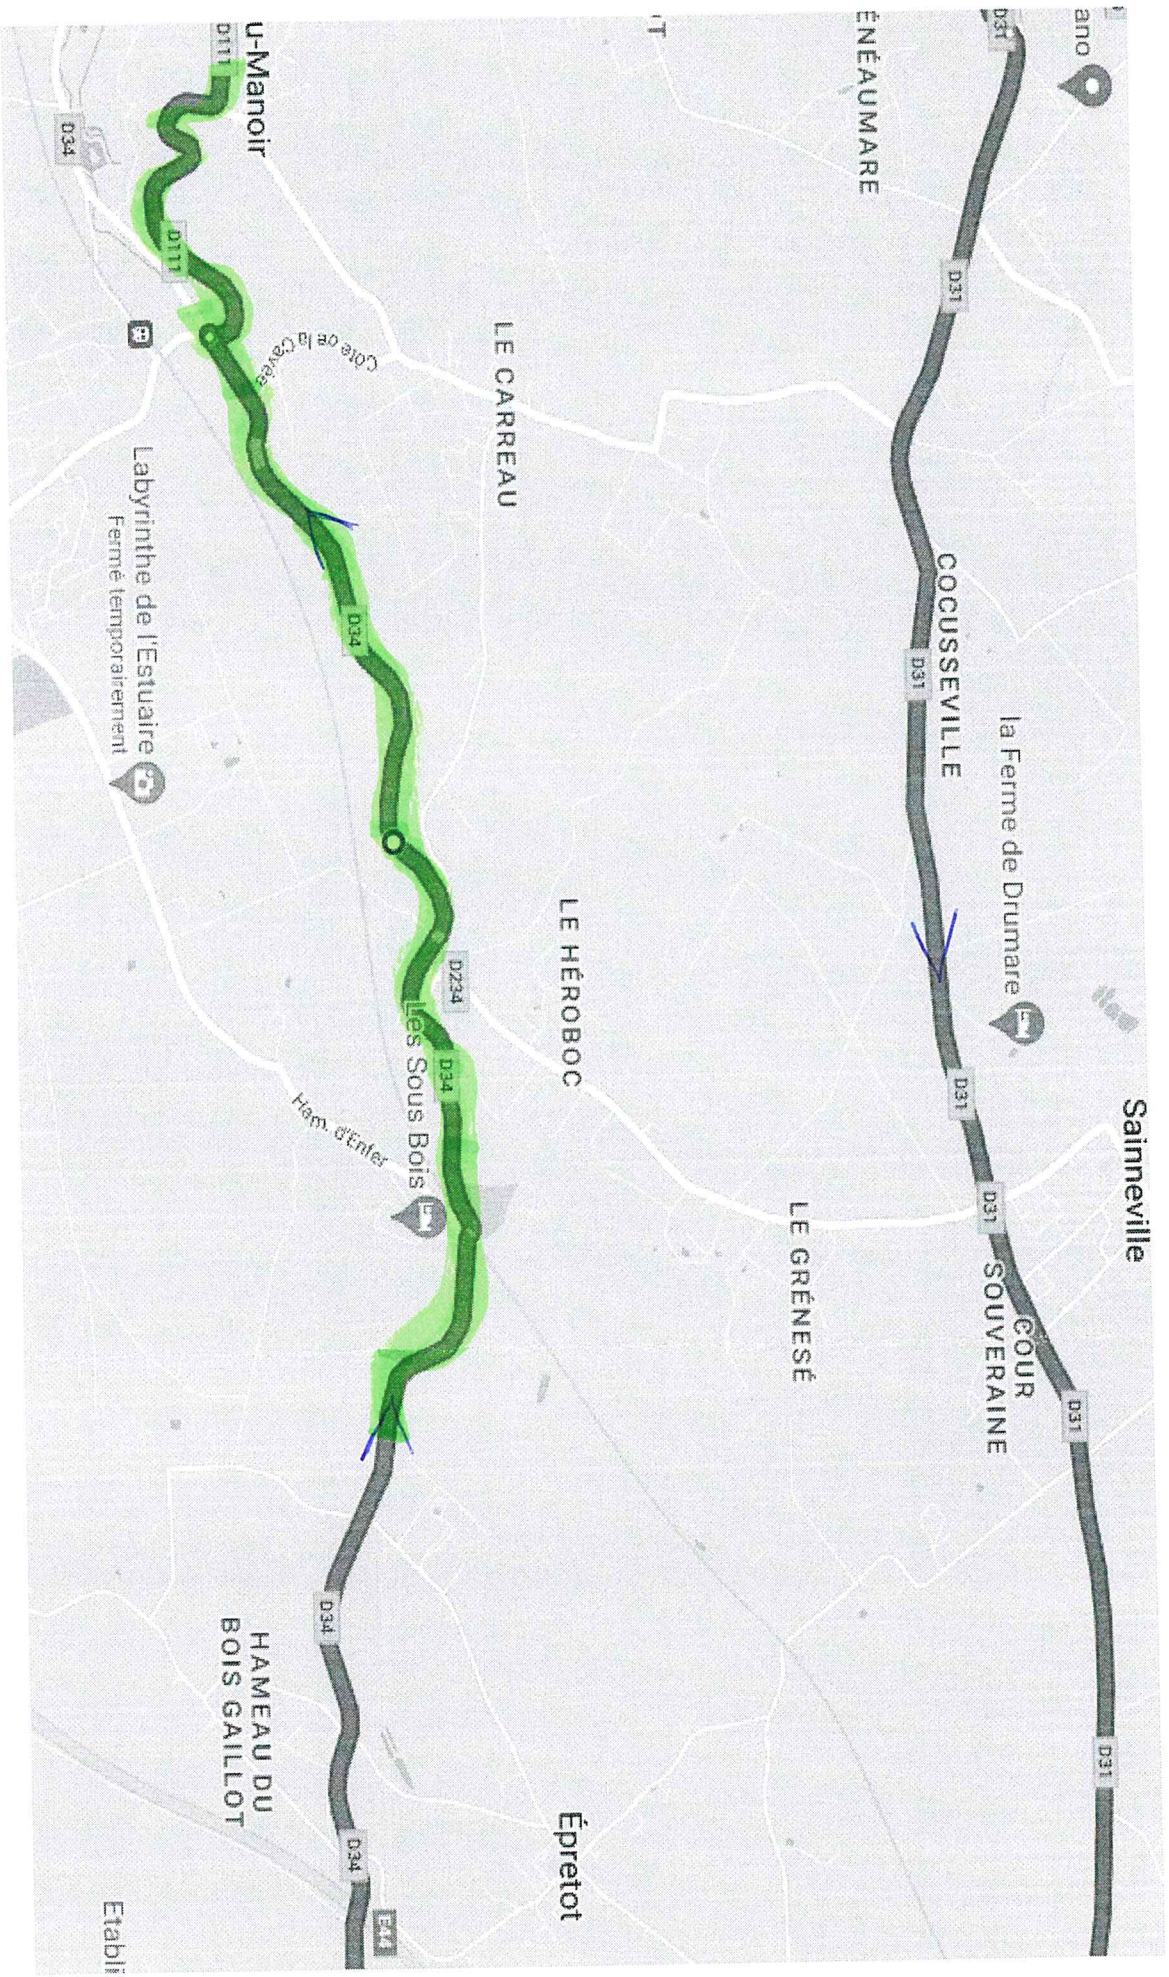 ano
D31
ÉNÉAUMARE
u-Manoir
D111
D34
D31
D111
Côte de la Cavée
LE CARREAU
COCUSSEVILLE
D31
la Ferme de Drumare
Labyrinthe de l'Estuaire
Fermé temporairement
D34
LE HÉROBOC
D234
Les Sous Bois
D34
Ham. d'Enfer
D31
Sainneville
D31
LE GRÉNESÉ
COUR
SOUVERAINE
D31
D34
HAMEAU DU
BOIS GAILLOT
D31
Épretot
D34
E44
Etabli